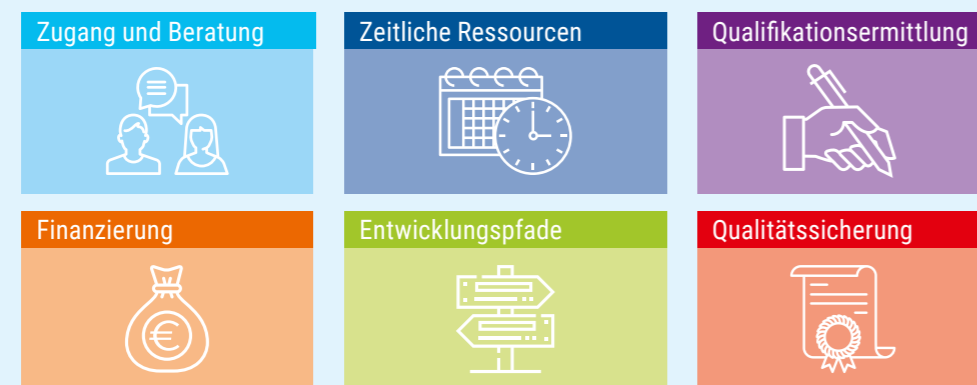 Zugang und Beratung
Zeitliche Ressourcen
Qualifikationsermittlung
Finanzierung
Entwicklungspfade
Qualitätssicherung